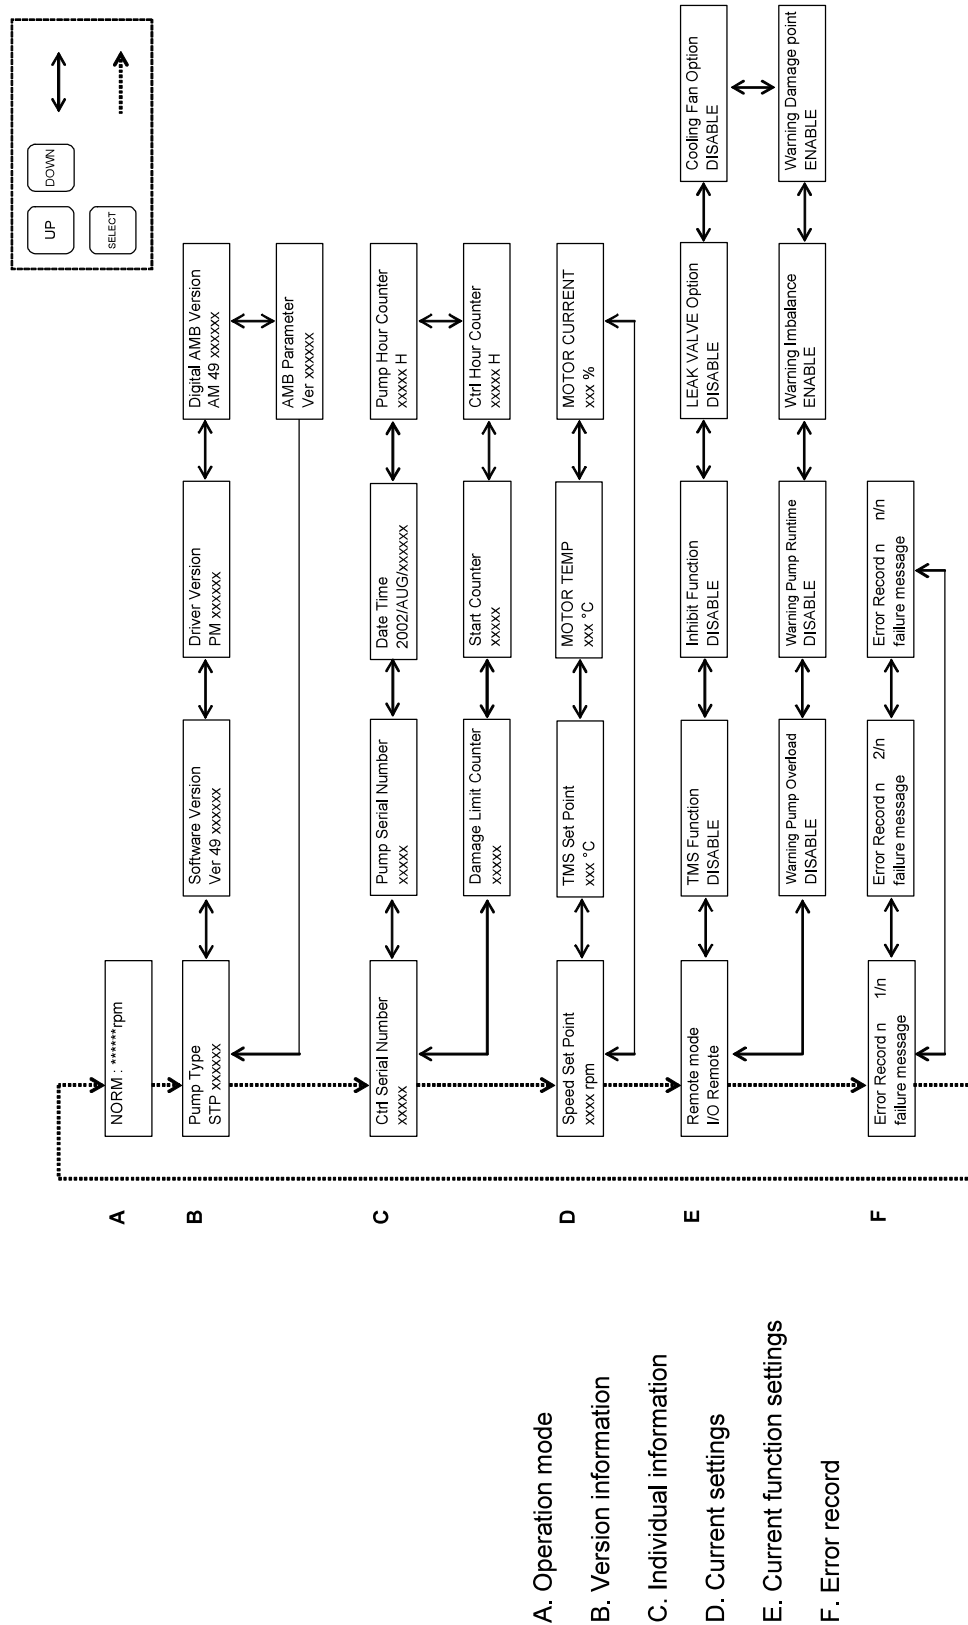 UP
DOWN
SELECT
A
NORM : ******rpm
B
Pump Type
STP xxxxxx
Software Version
Ver 49 xxxxxx
Driver Version
PM xxxxxx
Digital AMB Version
AM 49 xxxxxx
AMB Parameter
Ver xxxxxx
C
Ctrl Serial Number
xxxxx
Pump Serial Number
xxxxx
Date Time
2002/AUG/xxxxxx
Pump Hour Counter
xxxxx H
Damage Limit Counter
xxxxx
Start Counter
xxxxx
Ctrl Hour Counter
xxxxx H
D
Speed Set Point
xxxx rpm
TMS Set Point
xxx °C
MOTOR TEMP
xxx °C
MOTOR CURRENT
xxx %
E
Remote mode
I/O Remote
TMS Function
DISABLE
Inhibit Function
DISABLE
LEAK VALVE Option
DISABLE
Cooling Fan Option
DISABLE
Warning Pump Overload
DISABLE
Warning Pump Runtime
DISABLE
Warning Imbalance
ENABLE
Warning Damage point
ENABLE
F
Error Record n 1/n
failure message
Error Record n 2/n
failure message
Error Record n n/n
failure message
A. Operation mode
B. Version information
C. Individual information
D. Current settings
E. Current function settings
F. Error record